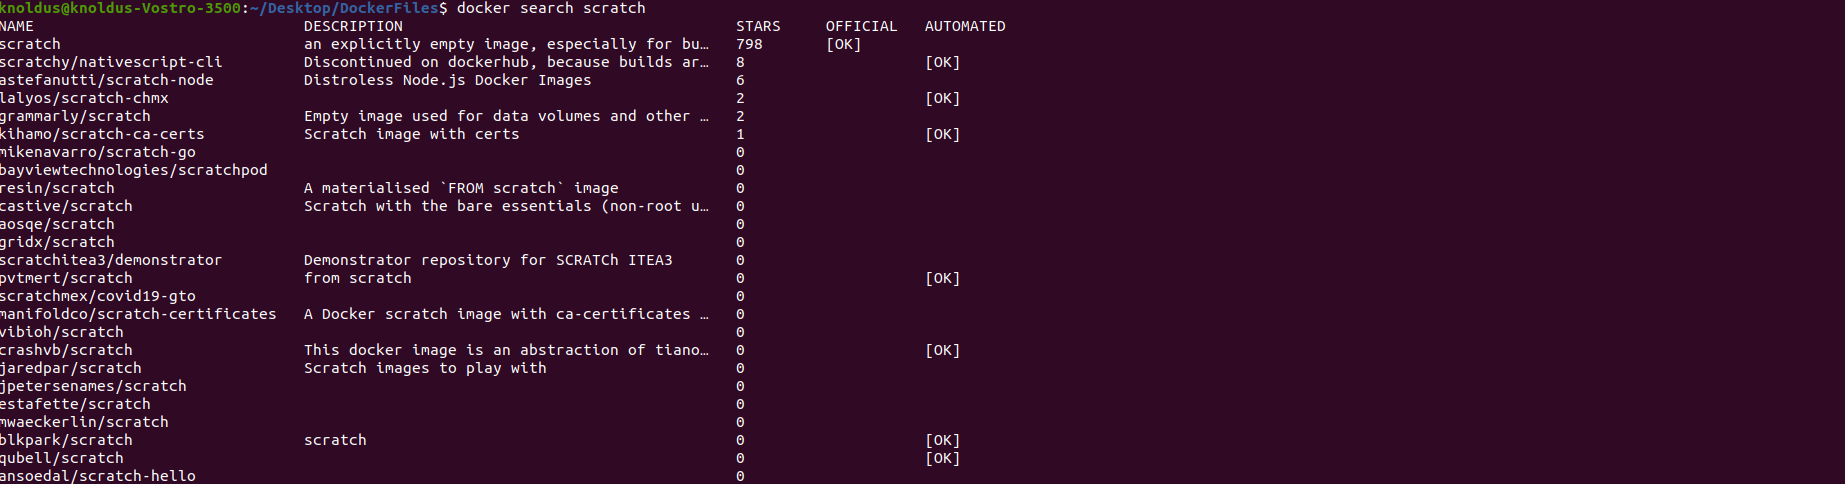 knoldus@knoldus-Vostro-3500:~/Desktop/DockerFiles$ docker search scratch
NAME DESCRIPTION STARS OFFICIAL AUTOMATED
scratch an explicitly empty image, especially for bu… 798 [OK]
scratchy/nativescript-cli Discontinued on dockerhub, because builds ar… 8 [OK]
astefanutti/scratch-node Distroless Node.js Docker Images 6
lalyos/scratch-chmx 2 [OK]
grammarly/scratch Empty image used for data volumes and other … 2
kihamo/scratch-ca-certs Scratch image with certs 1 [OK]
mikenavarro/scratch-go 0
bayviewtechnologies/scratchpod 0
resin/scratch A materialised `FROM scratch` image 0
castive/scratch Scratch with the bare essentials (non-root u… 0
aosqe/scratch 0
gridx/scratch 0
scratchitea3/demonstrator Demonstrator repository for SCRATCh ITEA3 0
pvtmert/scratch from scratch 0 [OK]
scratchmex/covid19-gto 0
manifoldco/scratch-certificates A Docker scratch image with ca-certificates … 0
vibioh/scratch 0
crashvb/scratch This docker image is an abstraction of tiano… 0 [OK]
jaredpar/scratch Scratch images to play with 0
jpetersenames/scratch 0
estafette/scratch 0
mwaeckerlin/scratch 0
blkpark/scratch scratch 0 [OK]
qubell/scratch 0 [OK]
ansoedal/scratch-hello 0